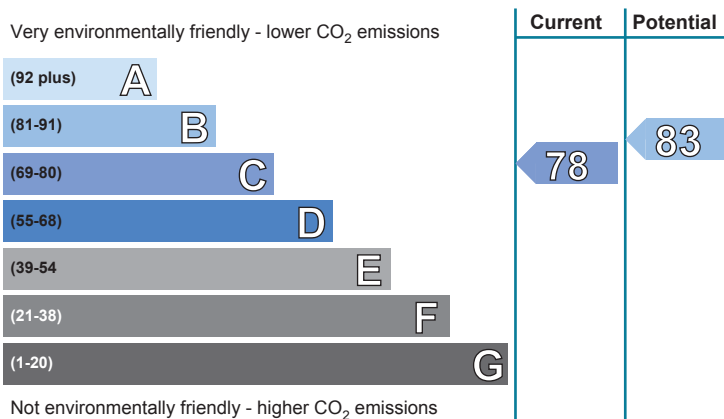 Current Potential
Very environmentally friendly - lower CO2 emissions
(92 plus) A
(81-91) B
83
(69-80) C
78
(55-68) D
(39-54 E
(21-38) F
(1-20) G
Not environmentally friendly - higher CO2 emissions